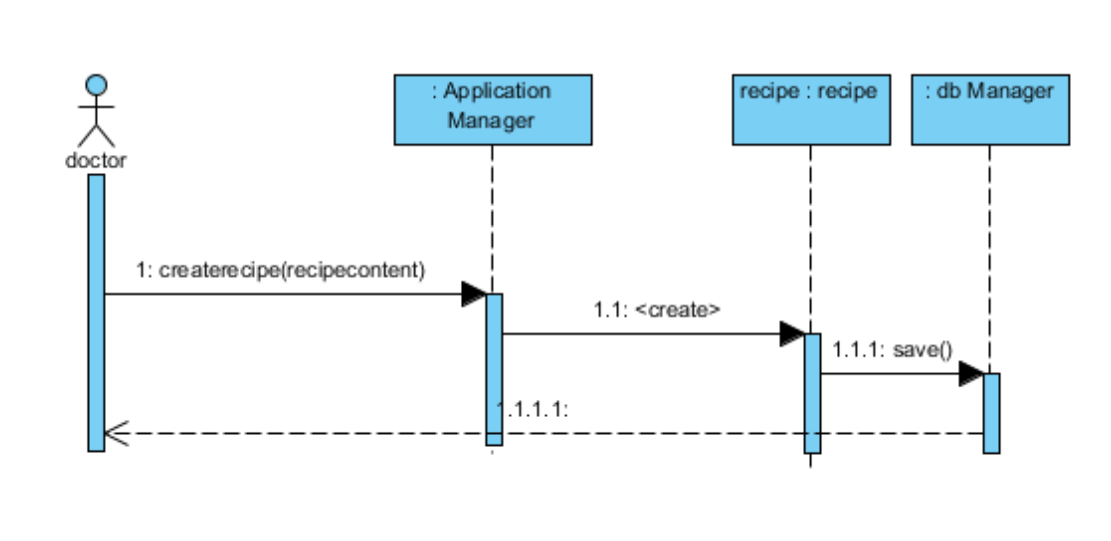 : Application
Manager
recipe : recipe
: db Manager
doctor
1: createrecipe(recipecontent)
1.1: <create>
1.1.1: save()
1.1.1.1: